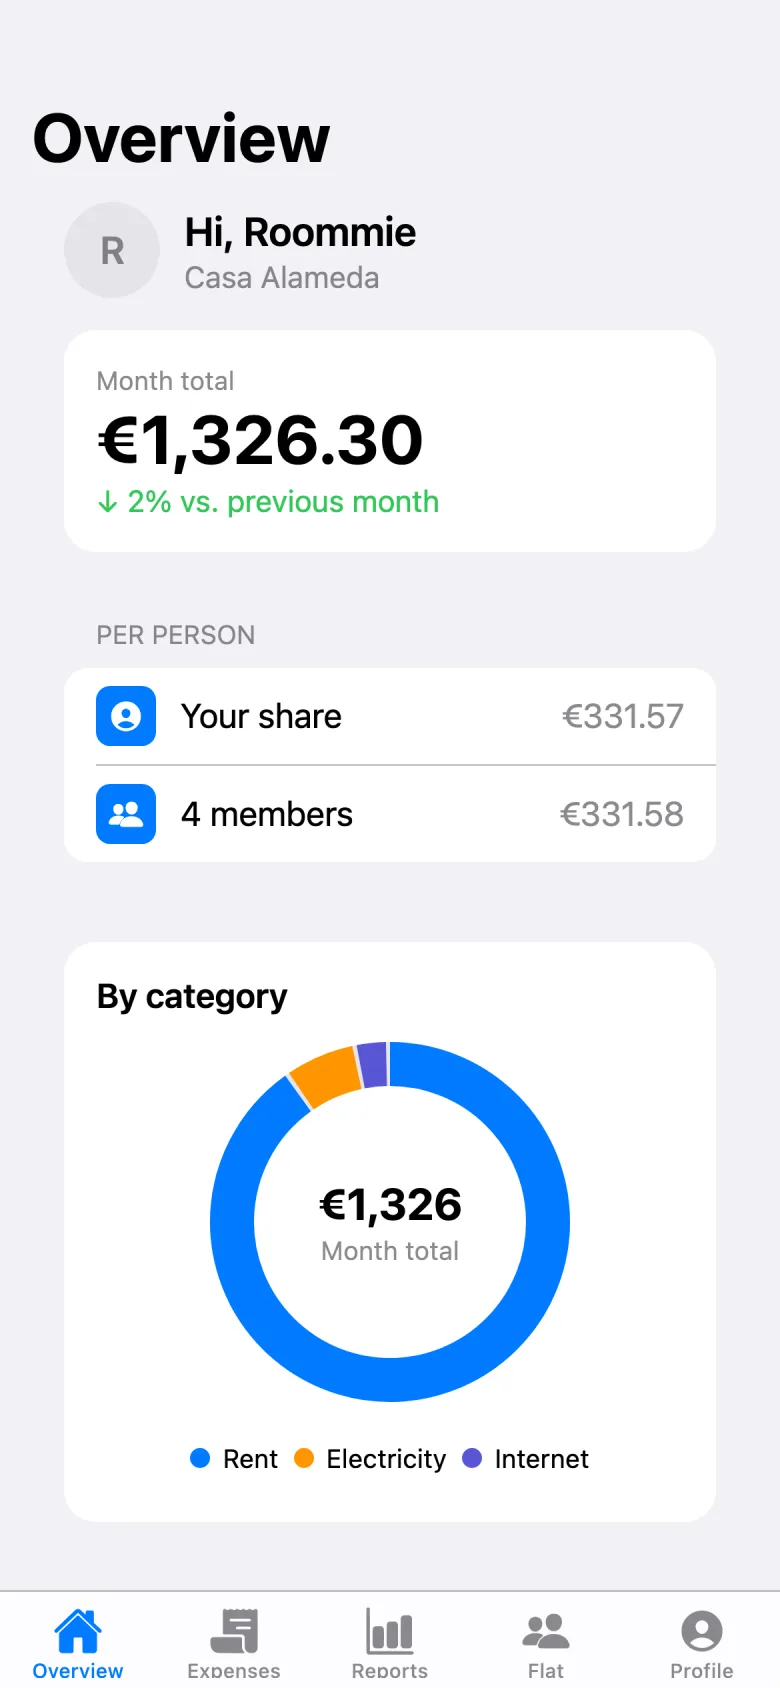 Overview
R
Hi, Roommie
Casa Alameda
Month total
€1,326.30
↓ 2% vs. previous month
PER PERSON
Your share €331.57
4 members €331.58
By category
€1,326
Month total
Rent Electricity Internet
Overview Expenses Reports Flat Profile